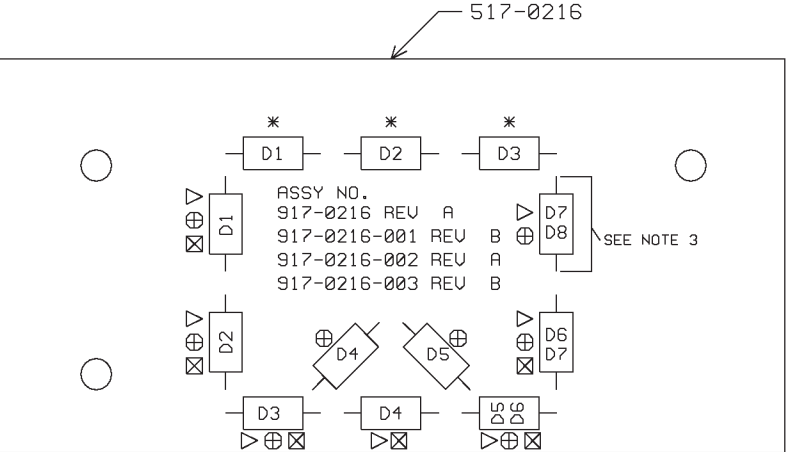 517-0216
* * *
D1 D2 D3
ASSY NO.
917-0216 REV A
917-0216-001 REV B
917-0216-002 REV A
917-0216-003 REV B
D1
D7
D8
SEE NOTE 3
D2
D4
D5
D6
D7
D3
D4
D5
D6